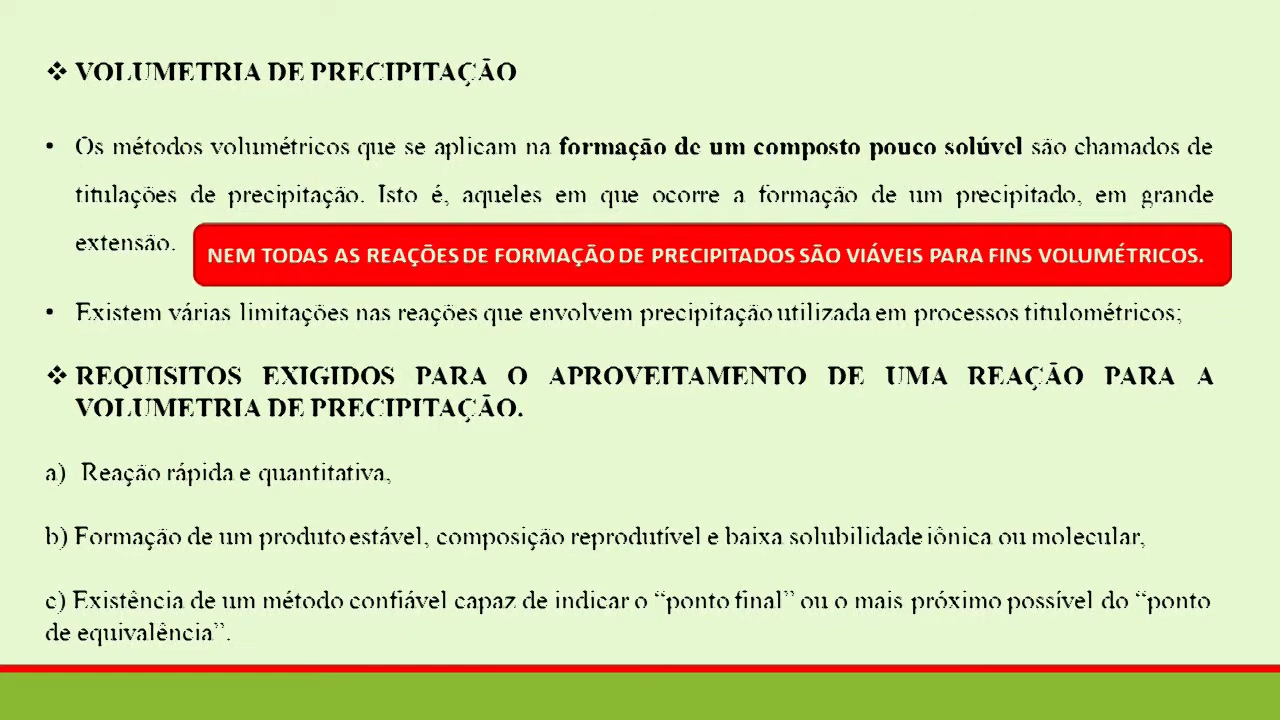 ❖ VOLUMETRIA DE PRECIPITAÇÃO
• Os métodos volumétricos que se aplicam na formação de um composto pouco solúvel são chamados de
titulações de precipitação. Isto é, aqueles em que ocorre a formação de um precipitado, em grande
extensão.
NEM TODAS AS REAÇÕES DE FORMAÇÃO DE PRECIPITADOS SÃO VIÁVEIS PARA FINS VOLUMÉTRICOS.
• Existem várias limitações nas reações que envolvem precipitação utilizada em processos titulométricos;
❖ REQUISITOS EXIGIDOS PARA O APROVEITAMENTO DE UMA REAÇÃO PARA A
VOLUMETRIA DE PRECIPITAÇÃO.
a) Reação rápida e quantitativa,
b) Formação de um produto estável, composição reprodutível e baixa solubilidade iônica ou molecular,
c) Existência de um método confiável capaz de indicar o “ponto final” ou o mais próximo possível do “ponto
de equivalência”.